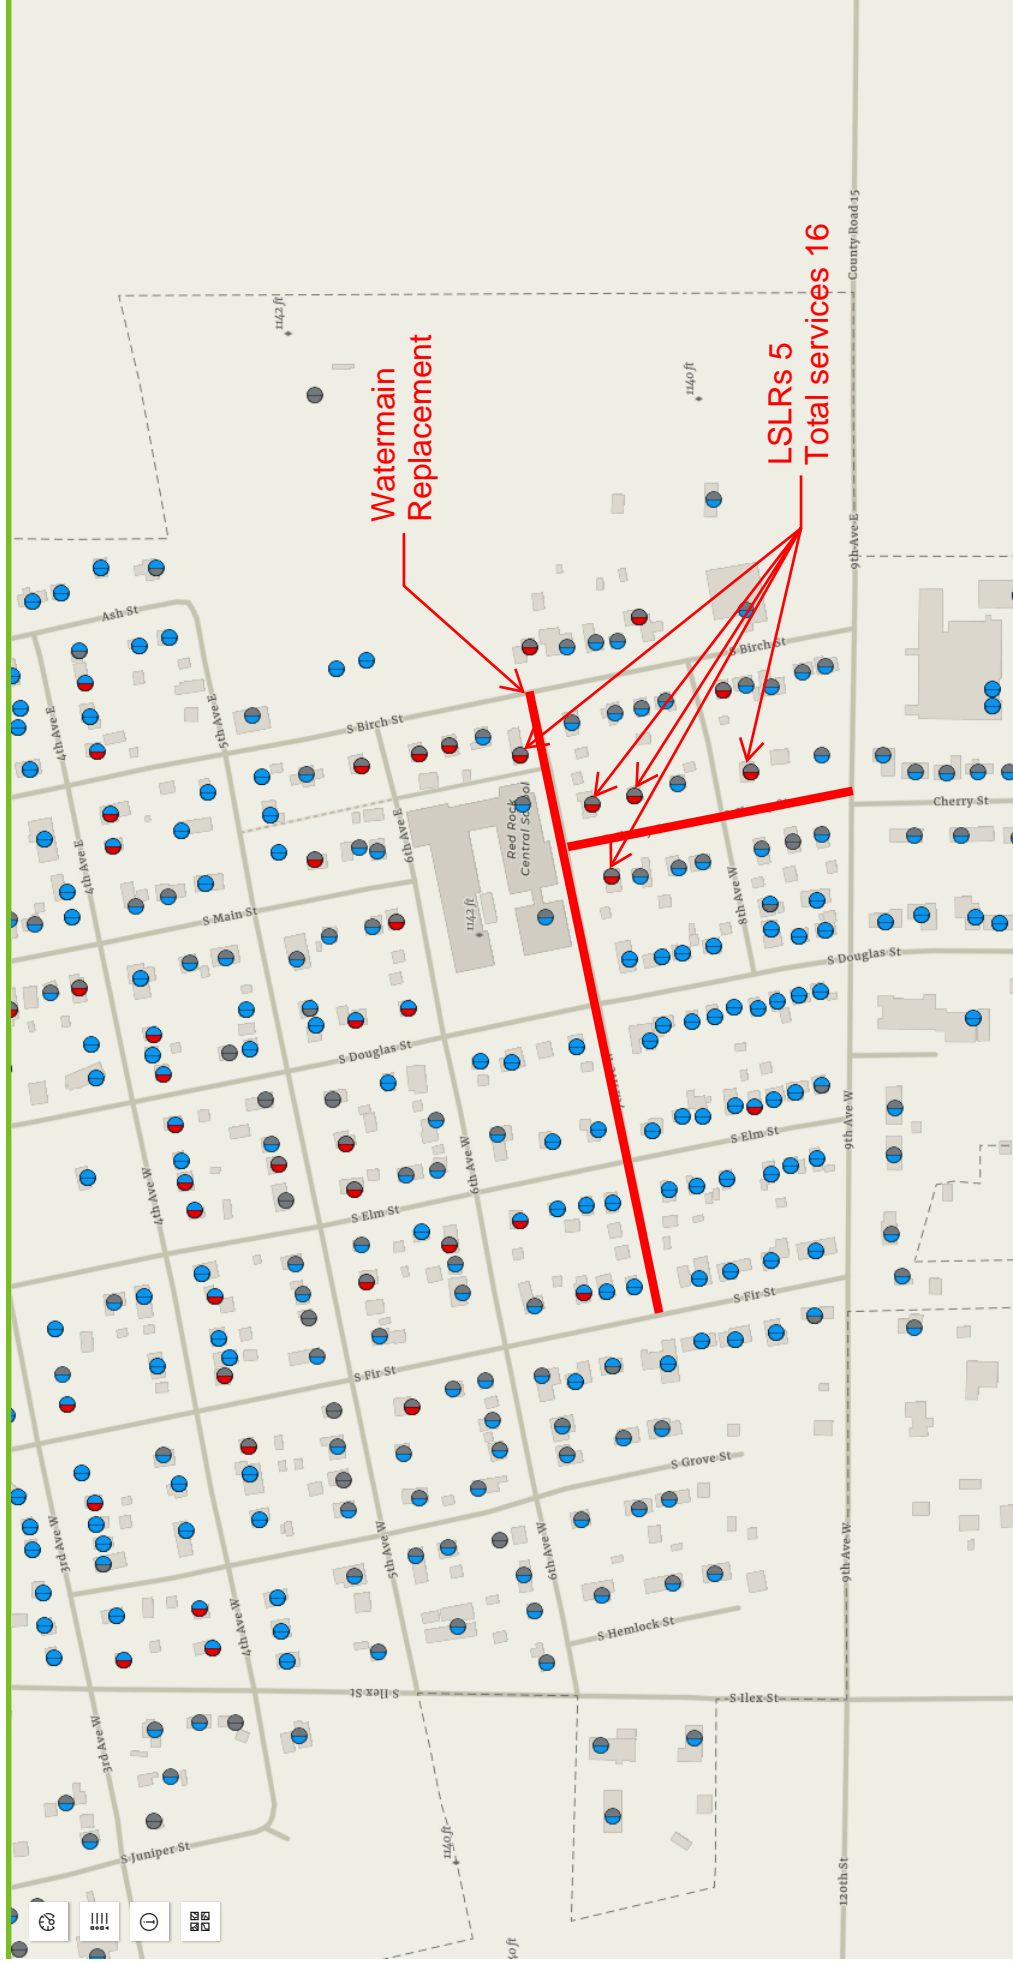 Ash St
4th Ave E
5th Ave E
4th Ave E
S Birch St
6th Ave E
S Main St
1142 ft
Watermain
Replacement
1140 ft
LSLRs 5
Total services 16
County Road 15
9th Ave E
S Birch St
Cherry St
Red Rock
Central School
1142 ft
8th Ave W
S Douglas St
S Douglas St
4th Ave W
6th Ave W
S Elm St
S Elm St
9th Ave W
S Fir St
S Fir St
3rd Ave W
4th Ave W
5th Ave W
6th Ave W
S Grove St
9th Ave W
S Hemlock St
S Ilex St
S Ilex St
3rd Ave W
S Juniper St
1140 ft
120th St